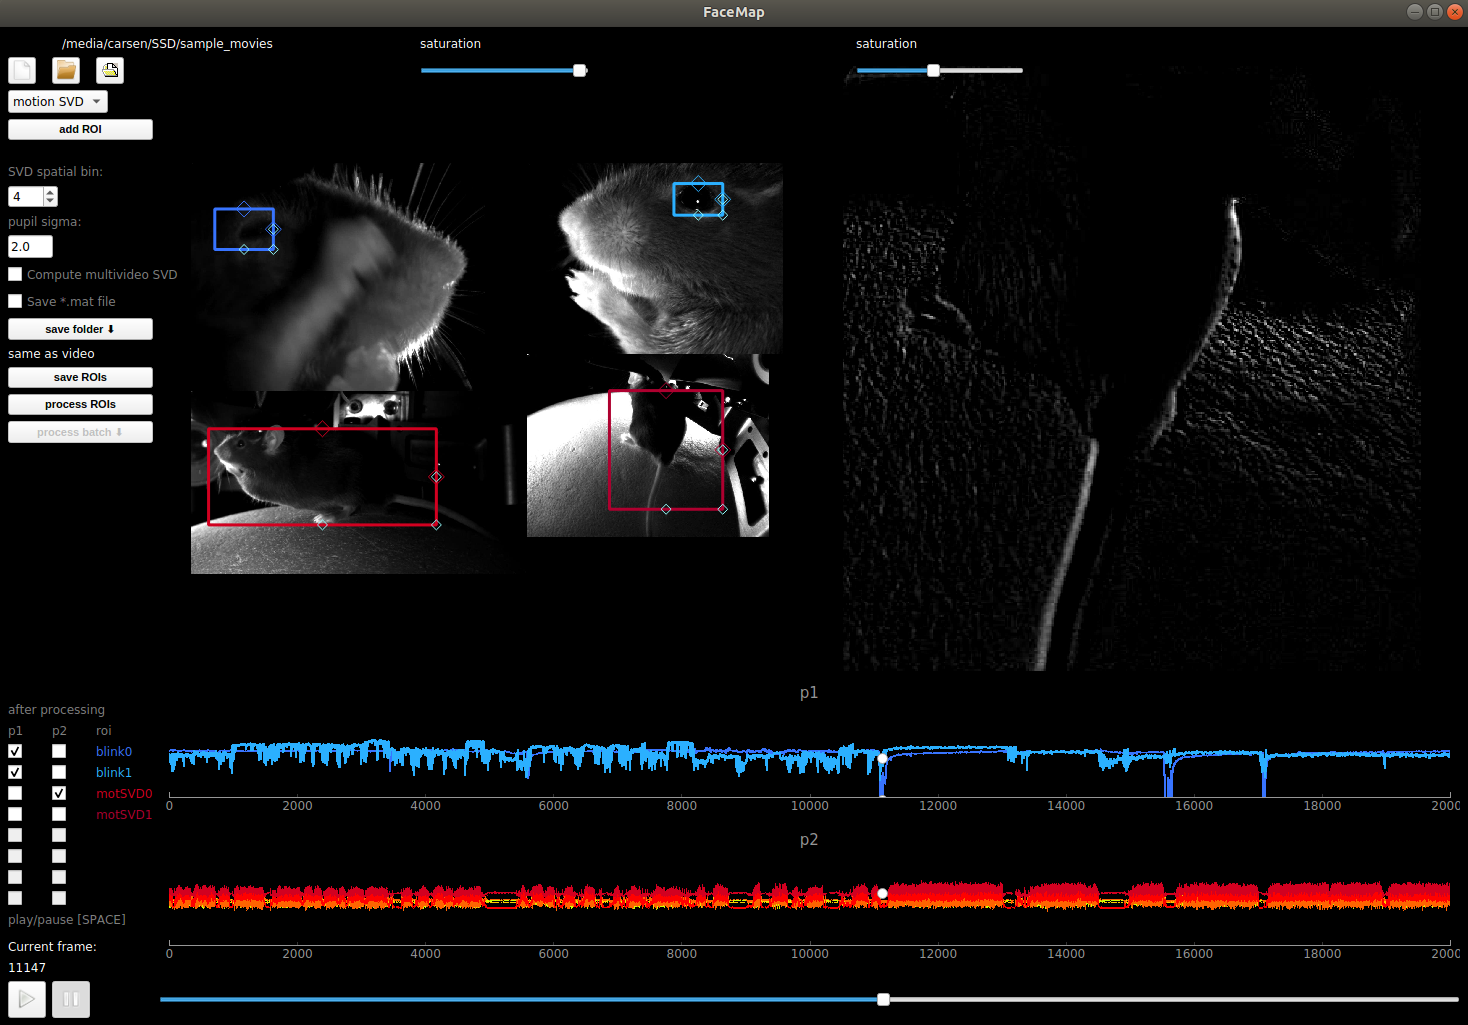 FaceMap
/media/carsen/SSD/sample_movies
saturation
saturation
motion SVD
add ROI
SVD spatial bin:
4
pupil sigma:
2.0
Compute multivideo SVD
Save *.mat file
save folder ⬇
same as video
save ROIs
process ROIs
process batch ⬇
p1
after processing
p1 p2 roi
blink0
blink1
motSVD0
motSVD1
0 2000 4000 6000 8000 10000 12000 14000 16000 18000 2000
p2
play/pause [SPACE]
Current frame:
11147
0 2000 4000 6000 8000 10000 12000 14000 16000 18000 2000